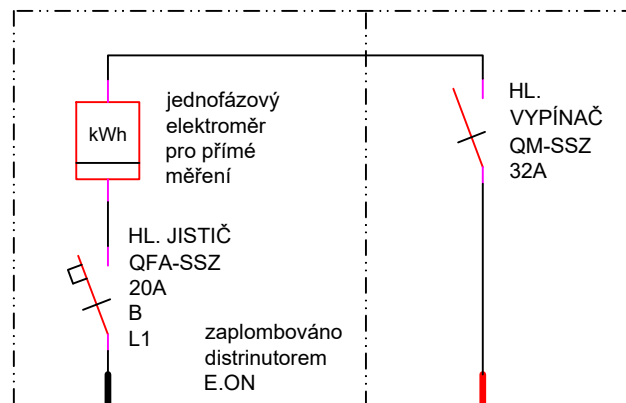 jednofázový
elektroměr
pro přímé
měření
kWh
HL.
VYPÍNAČ
QM-SSZ
32A
HL. JISTIČ
QFA-SSZ
20A
B
L1
zaplombováno
distrinutorem
E.ON